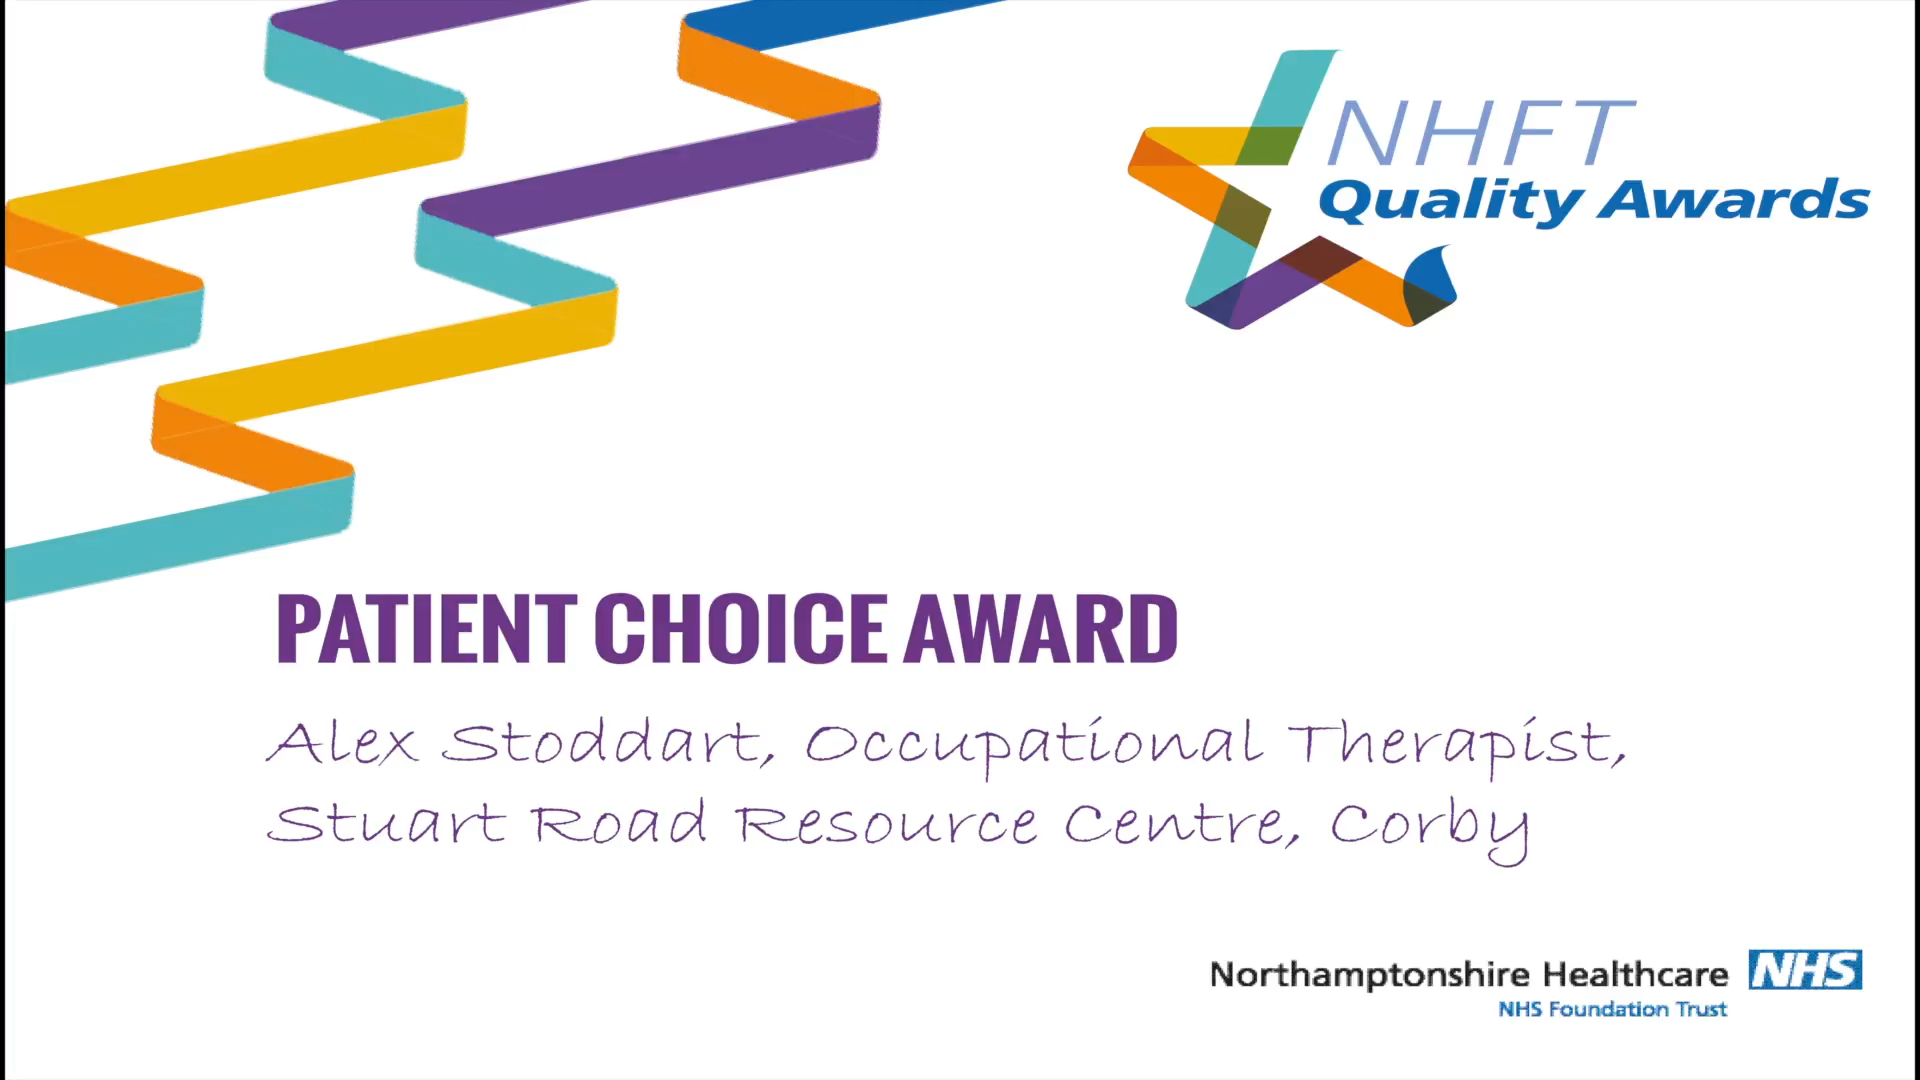 NHFT
Quality Awards
PATIENT CHOICE AWARD
Alex Stoddart, Occupational Therapist,
Stuart Road Resource Centre, Corby
Northamptonshire Healthcare NHS
NHS Foundation Trust